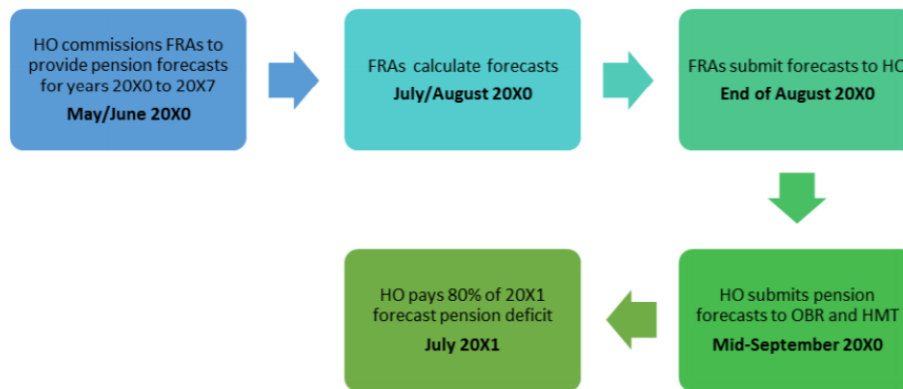 HO commissions FRAs to
provide pension forecasts
for years 20X0 to 20X7
May/June 20X0
FRAs calculate forecasts
July/August 20X0
FRAs submit forecasts to HO
End of August 20X0
HO submits pension
forecasts to OBR and HMT
Mid-September 20X0
HO pays 80% of 20X1
forecast pension deficit
July 20X1